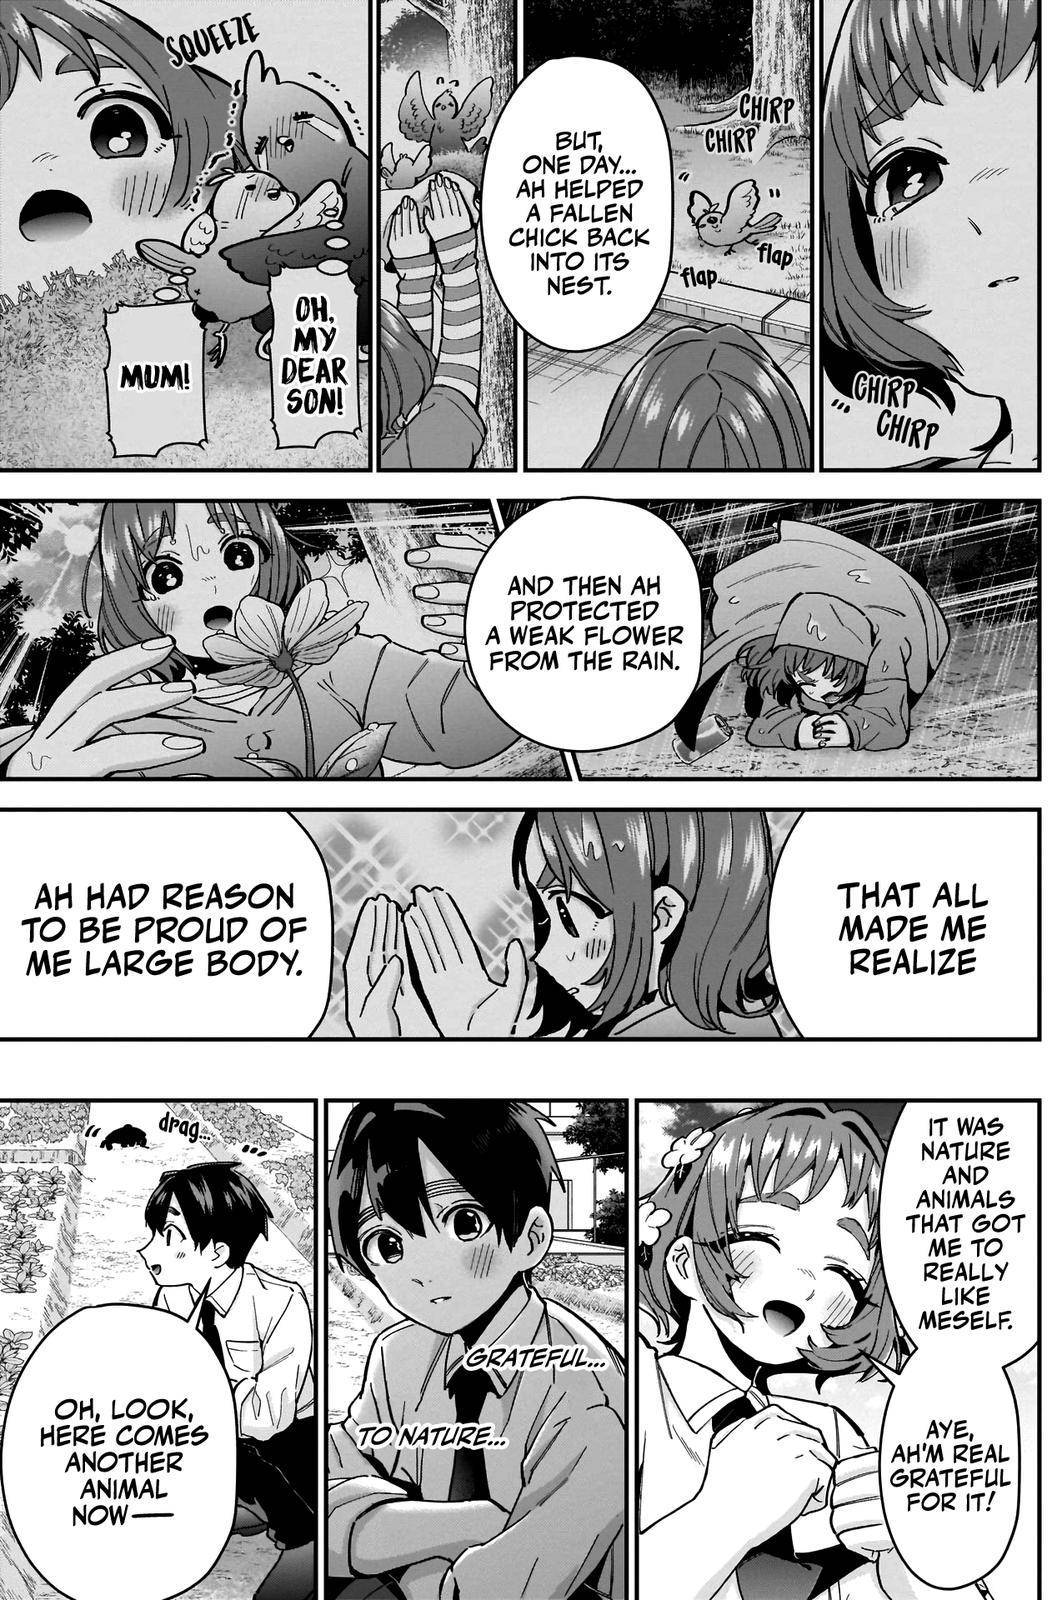 CHIRP
CHIRP
CHIRP
CHIRP
flap
flap
BUT,
ONE DAY...
AH HELPED
A FALLEN
CHICK BACK
INTO ITS
NEST.
SQUEEZE
OH,
MY
DEAR
SON!
MUM!
AND THEN AH
PROTECTED
A WEAK FLOWER
FROM THE RAIN.
THAT ALL
MADE ME
REALIZE
AH HAD REASON
TO BE PROUD OF
ME LARGE BODY.
IT WAS
NATURE
AND
ANIMALS
THAT GOT
ME TO
REALLY
LIKE
MESELF.
AYE,
AH'M REAL
GRATEFUL
FOR IT!
GRATEFUL...
TO NATURE...
drag...
OH, LOOK,
HERE COMES
ANOTHER
ANIMAL
NOW—